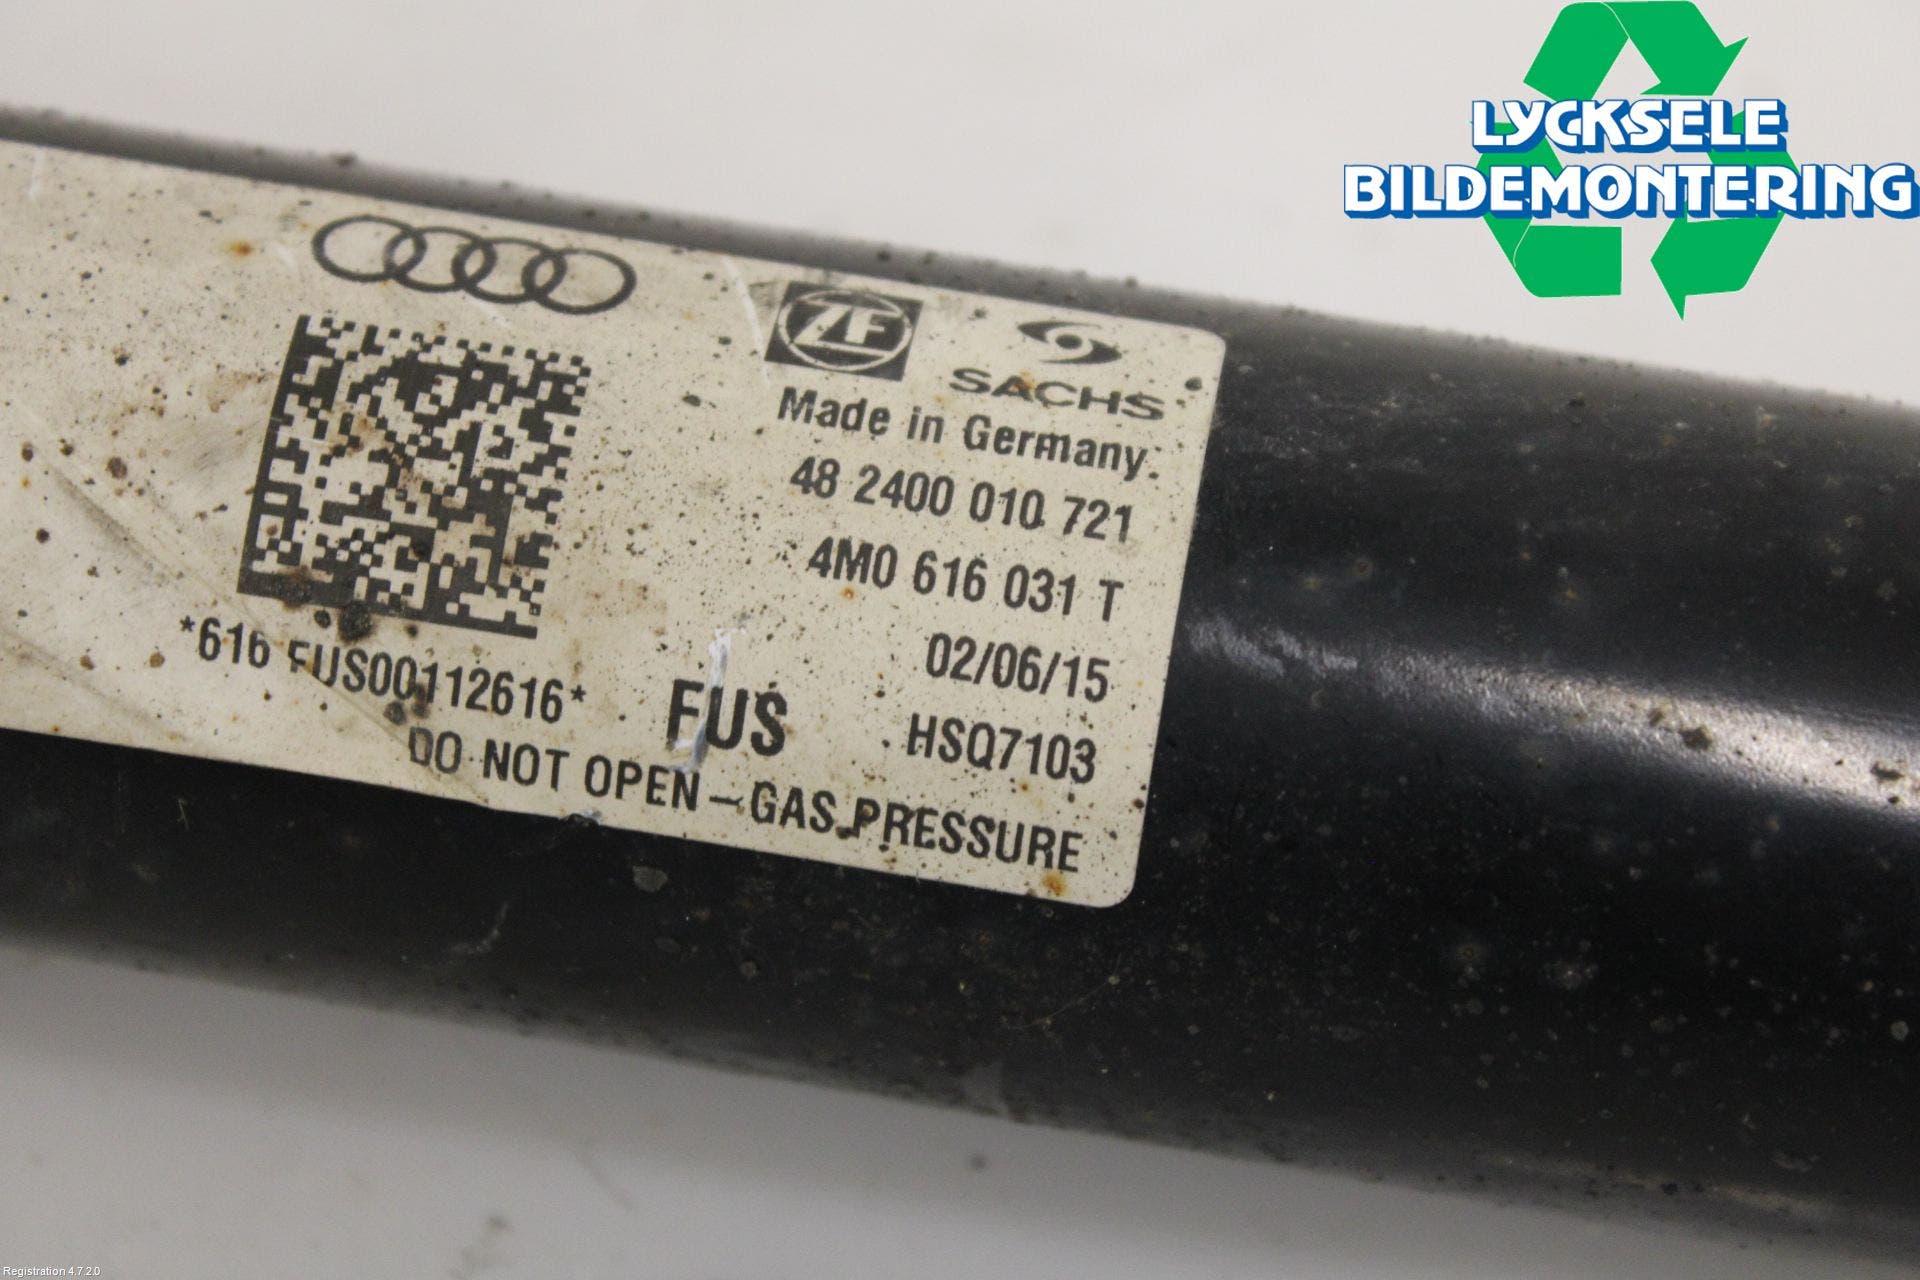 LYCKSELE
BILDEMONTERING
ZF
SACHS
Made in Germany
48 2400 010 721
4M0 616 031 T
02/06/15
*616 FUS00112616*
FUS
HSQ7103
DO NOT OPEN - GAS PRESSURE
Registration 4.7.2.0